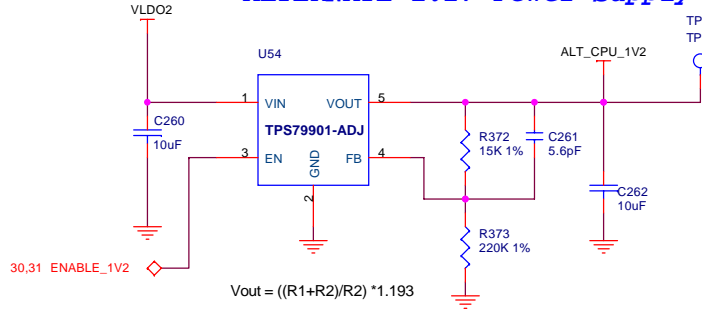 Power Supply
VLDO2
TP
TP
U54
ALT_CPU_1V2
1
VIN
VOUT
5
C260
10uF
TPS79901-ADJ
R372
15K 1%
C261
5.6pF
3
EN
GND
FB
4
2
C262
10uF
R373
220K 1%
30,31 ENABLE_1V2
Vout = ((R1+R2)/R2) *1.193